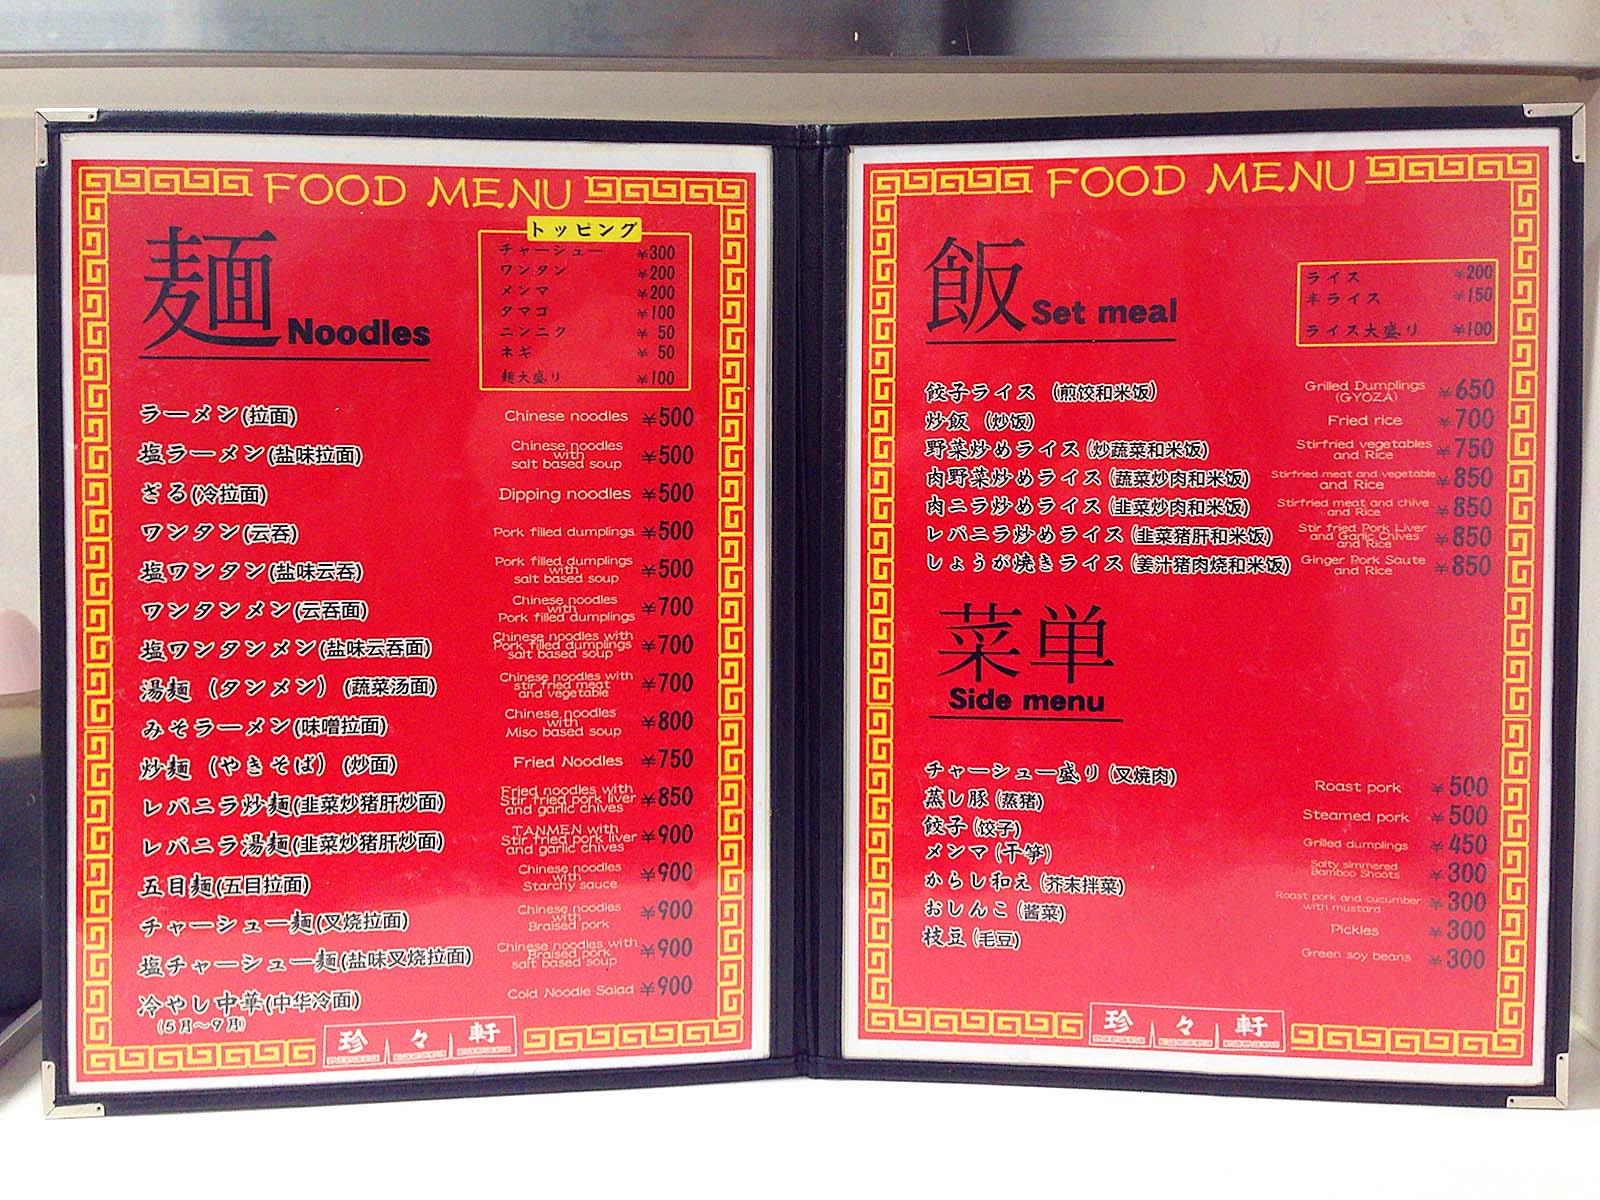 FOOD MENU
麺 Noodles
トッピング
チャーシュー ¥300
ワンタン ¥200
メンマ ¥200
タマゴ ¥100
ニンニク ¥ 50
ネギ ¥ 50
麺大盛り ¥100
ラーメン(拉面) Chinese noodles ¥500
塩ラーメン(盐味拉面) Chinese noodles with salt based soup ¥500
ざる(冷拉面) Dipping noodles ¥500
ワンタン(云吞) Pork filled dumplings ¥500
塩ワンタン(盐味云吞) Pork filled dumplings with salt based soup ¥500
ワンタンメン(云吞面) Chinese noodles with Pork filled dumplings ¥700
塩ワンタンメン(盐味云吞面) Chinese noodles with Pork filled dumplings salt based soup ¥700
湯麺（タンメン）(蔬菜汤面) Chinese noodles with stir fried meat and vegetable ¥700
みそラーメン(味噌拉面) Chinese noodles with Miso based soup ¥800
炒麺（やきそば）(炒面) Fried Noodles ¥750
レバニラ炒麺(韭菜炒猪肝炒面) Fried noodles with Stir fried pork liver and garlic chives ¥850
レバニラ湯麺(韭菜炒猪肝炒面) TANMEN with Stir fried pork liver and garlic chives ¥900
五目麺(五目拉面) Chinese noodles with Starchy sauce ¥900
チャーシュー麺(叉烧拉面) Chinese noodles with Braised pork ¥900
塩チャーシュー麺(盐味叉烧拉面) Chinese noodles with Braised pork salt based soup ¥900
冷やし中華(中华冷面) Cold Noodle Salad ¥900
(5月〜9月)
珍々軒
FOOD MENU
飯 Set meal
ライス ¥200
半ライス ¥150
ライス大盛り ¥100
餃子ライス (煎饺和米饭) Grilled Dumplings (GYOZA) ¥650
炒飯 (炒饭) Fried rice ¥700
野菜炒めライス(炒蔬菜和米饭) Stirfried vegetables and Rice ¥750
肉野菜炒めライス(蔬菜炒肉和米饭) Stirfried meat and vegetable and Rice ¥850
肉ニラ炒めライス(韭菜炒肉和米饭) Stirfried meat and chive and Rice ¥850
レバニラ炒めライス(韭菜猪肝和米饭) Stir fried Pork Liver and Garlic Chives and Rice ¥850
しょうが焼きライス(姜汁猪肉烧和米饭) Ginger Pork Saute and Rice ¥850
菜単
Side menu
チャーシュー盛り(叉焼肉) Roast pork ¥500
蒸し豚(蒸猪) Steamed pork ¥500
餃子(饺子) Grilled dumplings ¥450
メンマ(干笋) Salty simmered Bamboo Shoots ¥300
からし和え(芥末拌菜) Roast pork and cucumber with mustard ¥300
おしんこ(酱菜) Pickles ¥300
枝豆(毛豆) Green soy beans ¥300
珍々軒